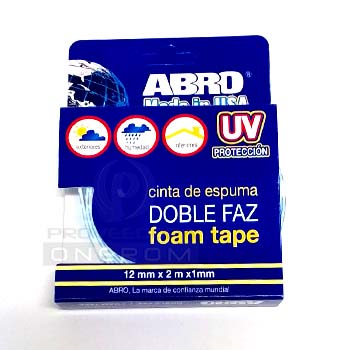 ABRO®
Made in USA
exteriores
humedad
interiores
UV
PROTECCIÓN
cinta de espuma
DOBLE FAZ
foam tape
12 mm x 2 m x1mm
ABRO, La marca de confianza mundial